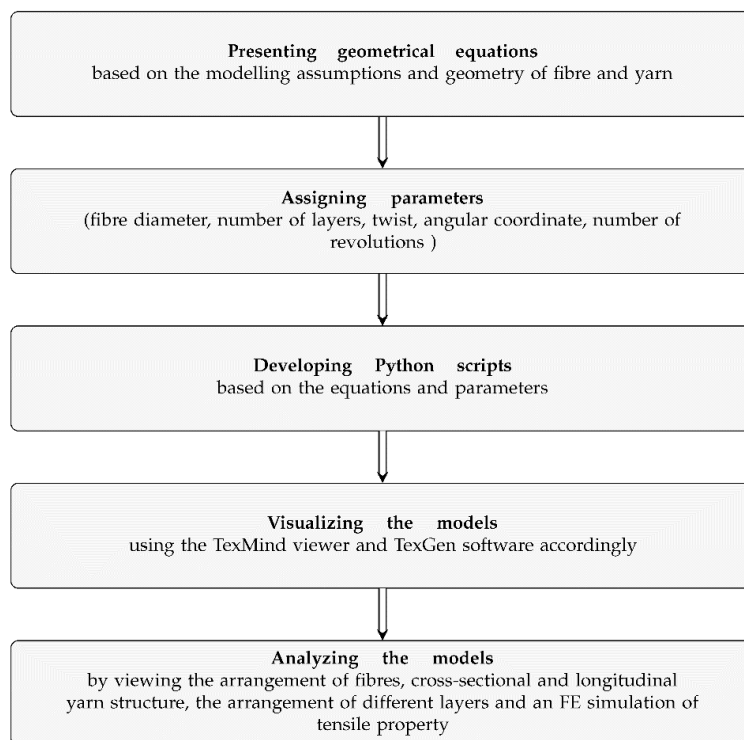 Presenting geometrical equations
based on the modelling assumptions and geometry of fibre and yarn
Assigning parameters
(fibre diameter, number of layers, twist, angular coordinate, number of
revolutions )
Developing Python scripts
based on the equations and parameters
Visualizing the models
using the TexMind viewer and TexGen software accordingly
Analyzing the models
by viewing the arrangement of fibres, cross-sectional and longitudinal
yarn structure, the arrangement of different layers and an FE simulation of
tensile property